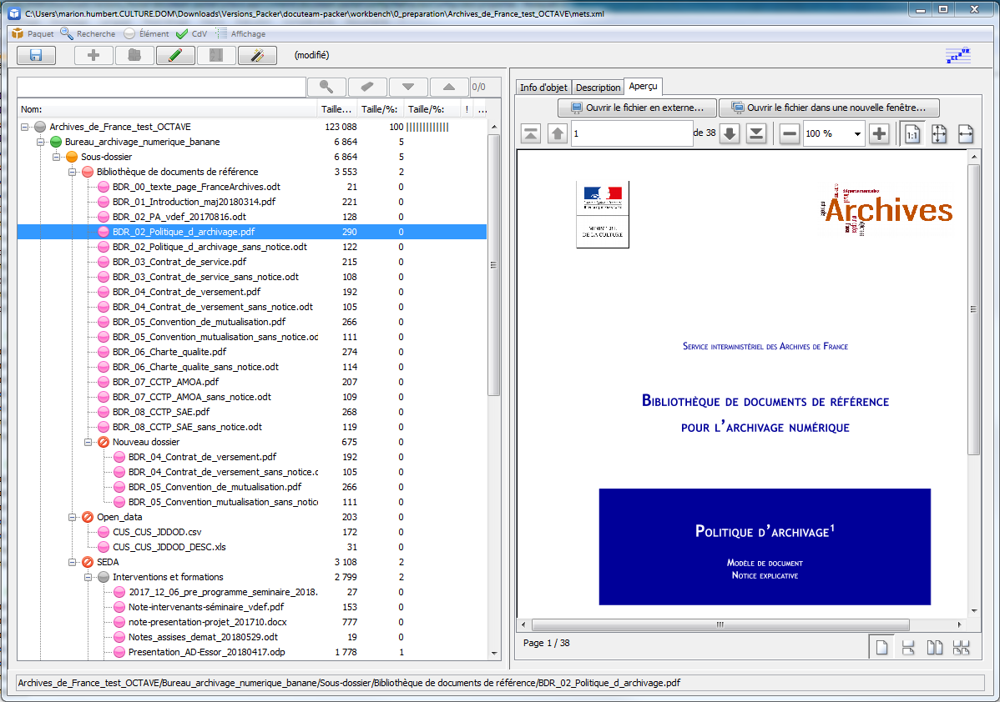 C:\Users\marion.humbert.CULTURE.DOM\Downloads\Versions_Packer\docuteam-packer\workbench\0_preparation\Archives_de_France_test_OCTAVE\mets.xml
Paquet Recherche Élément CdV Affichage
(modifié)
octave
0/0
Nom: Taille... Taille/%: Taille/%: ! ...
Archives_de_France_test_OCTAVE 123 088 100
Bureau_archivage_numerique_banane 6 864 5
Sous-dossier 6 864 5
Bibliothèque de documents de référence 3 553 2
BDR_00_texte_page_FranceArchives.odt 21 0
BDR_01_Introduction_maj20180314.pdf 221 0
BDR_02_PA_vdef_20170816.odt 128 0
BDR_02_Politique_d_archivage.pdf 290 0
BDR_02_Politique_d_archivage_sans_notice.odt 122 0
BDR_03_Contrat_de_service.pdf 215 0
BDR_03_Contrat_de_service_sans_notice.odt 108 0
BDR_04_Contrat_de_versement.pdf 192 0
BDR_04_Contrat_de_versement_sans_notice.odt 105 0
BDR_05_Convention_de_mutualisation.pdf 266 0
BDR_05_Convention_mutualisation_sans_notice.od 111 0
BDR_06_Charte_qualite.pdf 274 0
BDR_06_Charte_qualite_sans_notice.odt 114 0
BDR_07_CCTP_AMOA.pdf 207 0
BDR_07_CCTP_AMOA_sans_notice.odt 109 0
BDR_08_CCTP_SAE.pdf 268 0
BDR_08_CCTP_SAE_sans_notice.odt 119 0
Nouveau dossier 675 0
BDR_04_Contrat_de_versement.pdf 192 0
BDR_04_Contrat_de_versement_sans_notice.c 105 0
BDR_05_Convention_de_mutualisation.pdf 266 0
BDR_05_Convention_mutualisation_sans_notic 111 0
Open_data 203 0
CUS_CUS_JDDOD.csv 172 0
CUS_CUS_JDDOD_DESC.xls 31 0
SEDA 3 108 2
Interventions et formations 2 799 2
2017_12_06_pre_programme_seminaire_2018. 27 0
Note-intervenants-séminaire_vdef.pdf 153 0
note-presentation-projet_201710.docx 777 0
Notes_assises_demat_20180529.odt 19 0
Presentation_AD-Essor_20180417.odp 1 778 1
Info d'objet Description Aperçu
Ouvrir le fichier en externe... Ouvrir le fichier dans une nouvelle fenêtre...
1 de 38 100 % 1:1
MINISTÈRE
DE LA CULTURE
départementales
Archives
Service interministériel des Archives de France
Bibliothèque de documents de référence
pour l'archivage numérique
Politique d'archivage1
Modèle de document
Notice explicative
Page 1 / 38
Archives_de_France_test_OCTAVE/Bureau_archivage_numerique_banane/Sous-dossier/Bibliothèque de documents de référence/BDR_02_Politique_d_archivage.pdf